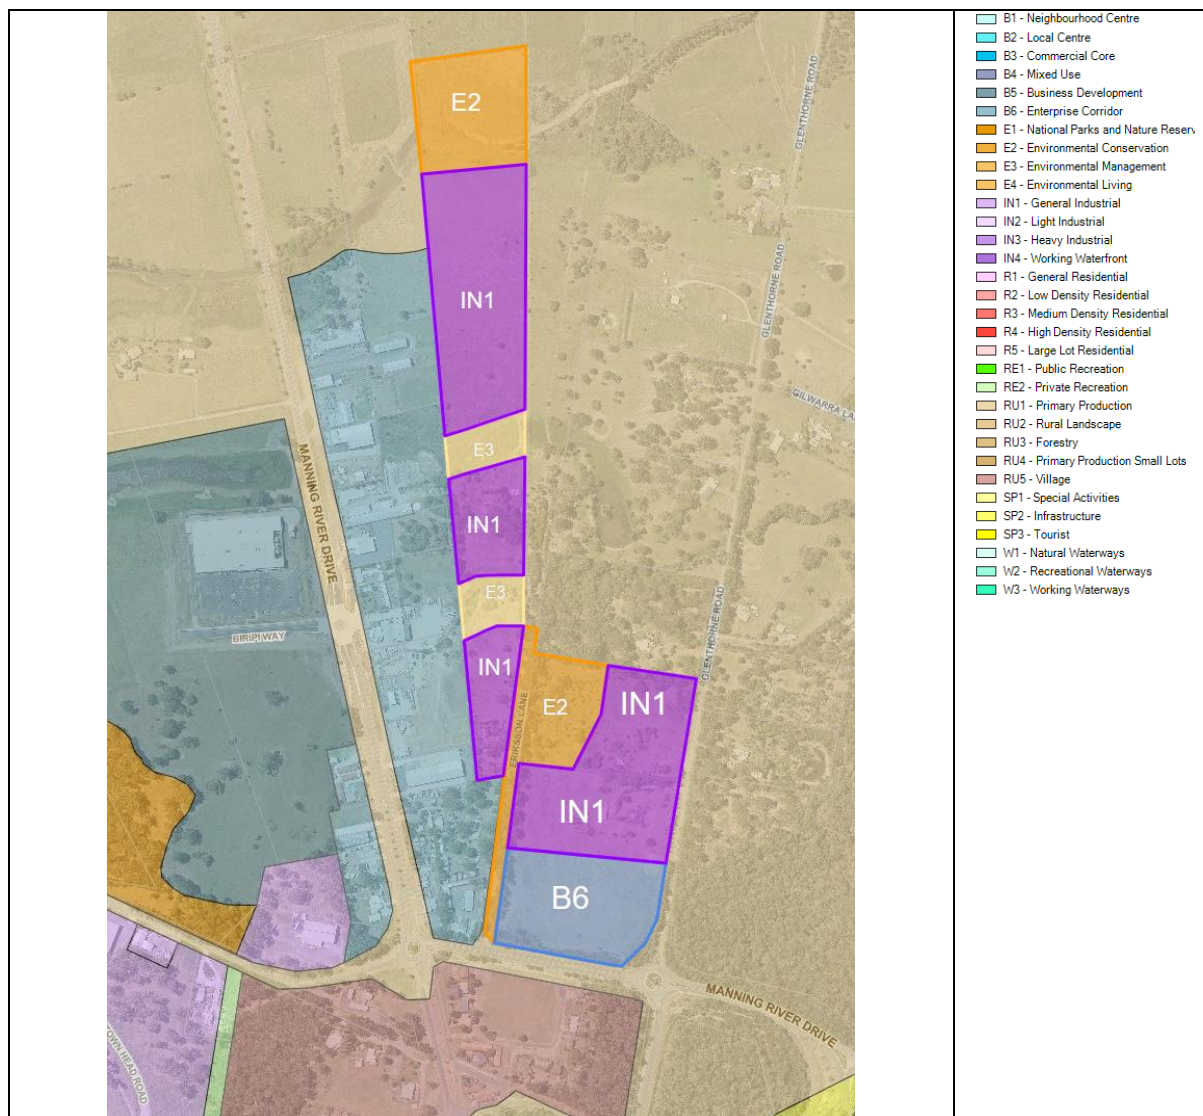 E2
IN1
E3
IN1
E3
IN1
E2
IN1
IN1
B6
GLENTHORNE ROAD
GLENTHORNE ROAD
GILWARRA LA
GLENTHORNE ROAD
MANNING RIVER DRIVE
BIRIPI WAY
ERIKSSON LANE
MANNING RIVER DRIVE
TOWN HEAD ROAD
B1 - Neighbourhood Centre
B2 - Local Centre
B3 - Commercial Core
B4 - Mixed Use
B5 - Business Development
B6 - Enterprise Corridor
E1 - National Parks and Nature Reserv
E2 - Environmental Conservation
E3 - Environmental Management
E4 - Environmental Living
IN1 - General Industrial
IN2 - Light Industrial
IN3 - Heavy Industrial
IN4 - Working Waterfront
R1 - General Residential
R2 - Low Density Residential
R3 - Medium Density Residential
R4 - High Density Residential
R5 - Large Lot Residential
RE1 - Public Recreation
RE2 - Private Recreation
RU1 - Primary Production
RU2 - Rural Landscape
RU3 - Forestry
RU4 - Primary Production Small Lots
RU5 - Village
SP1 - Special Activities
SP2 - Infrastructure
SP3 - Tourist
W1 - Natural Waterways
W2 - Recreational Waterways
W3 - Working Waterways